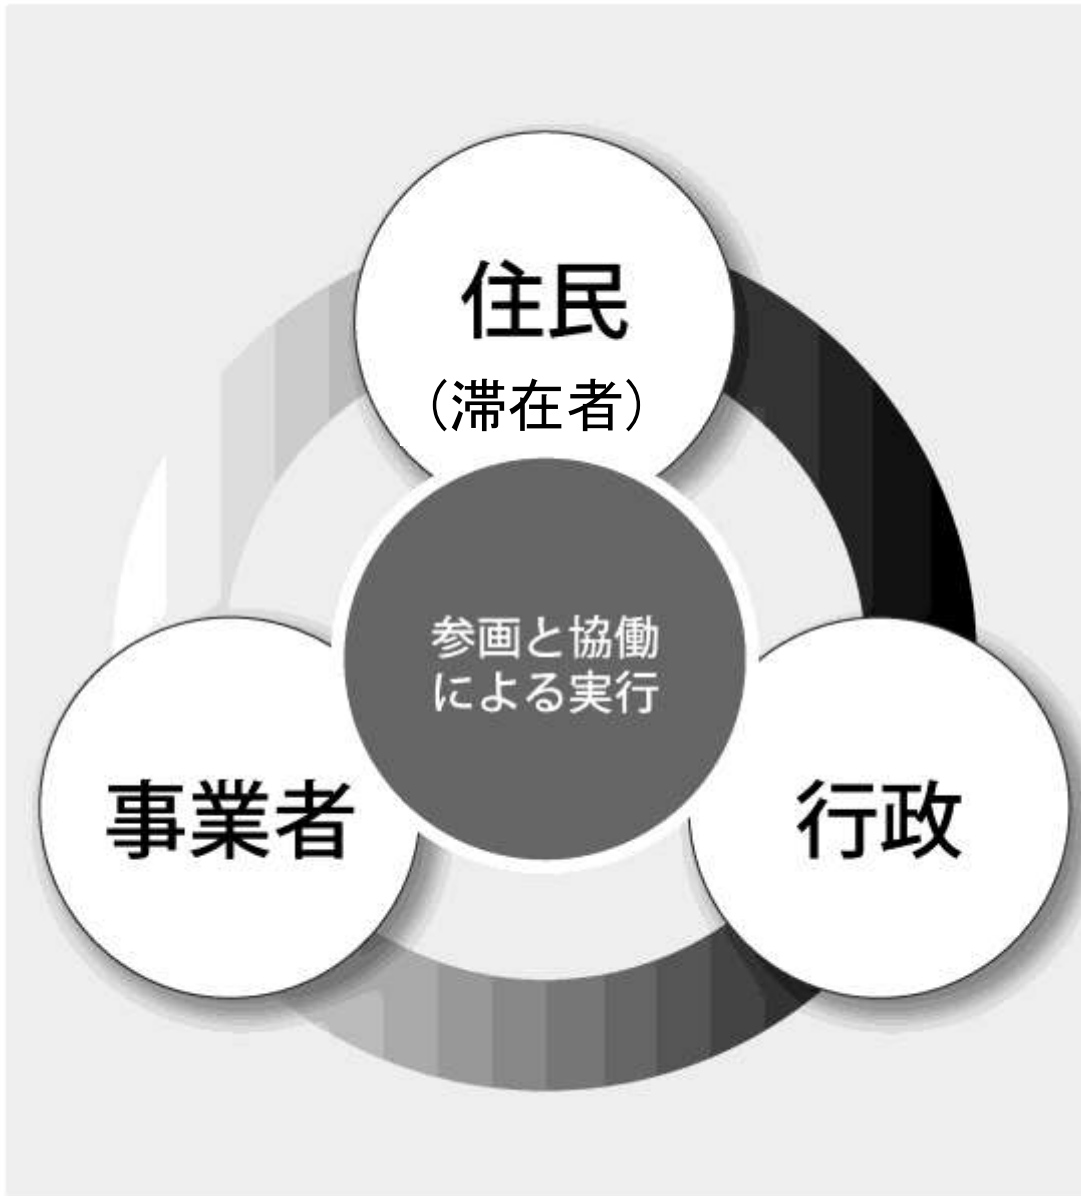 住民
（滞在者）
参画と協働
による実行
事業者
行政